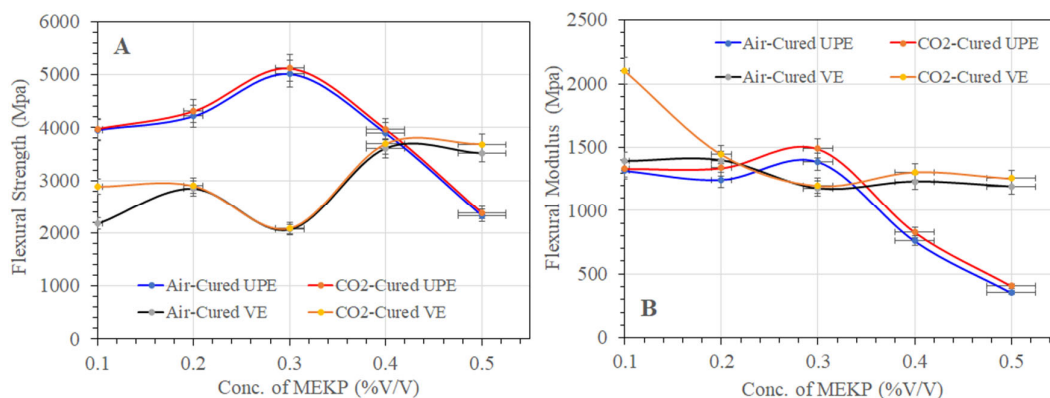 A
Flexural Strength (Mpa)
6000
5000
4000
3000
2000
1000
0
Air-Cured UPE
CO2-Cured UPE
Air-Cured VE
CO2-Cured VE
0.1 0.2 0.3 0.4 0.5
Conc. of MEKP (%V/V)
B
Flexural Modulus (Mpa)
2500
2000
1500
1000
500
0
Air-Cured UPE
CO2-Cured UPE
Air-Cured VE
CO2-Cured VE
0.1 0.2 0.3 0.4 0.5
Conc. of MEKP (%V/V)